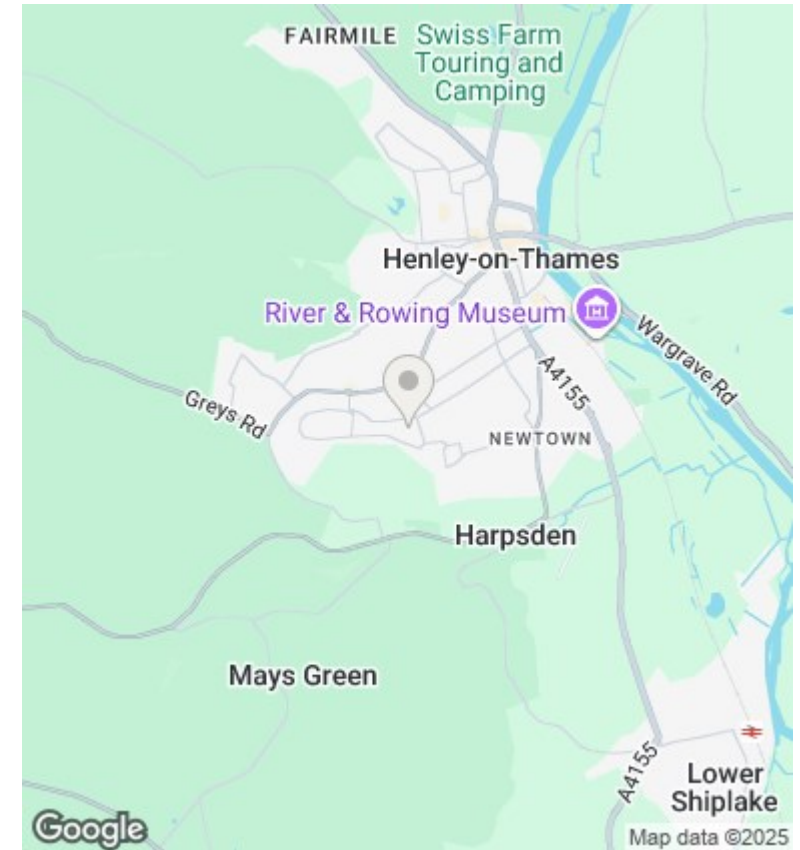 FAIRMILE
Swiss Farm
Touring and
Camping
Henley-on-Thames
River & Rowing Museum
Wargrave Rd
A4155
Greys Rd
NEWTOWN
Harpsden
Mays Green
A4155
Lower
Shiplake
Google
Map data ©2025